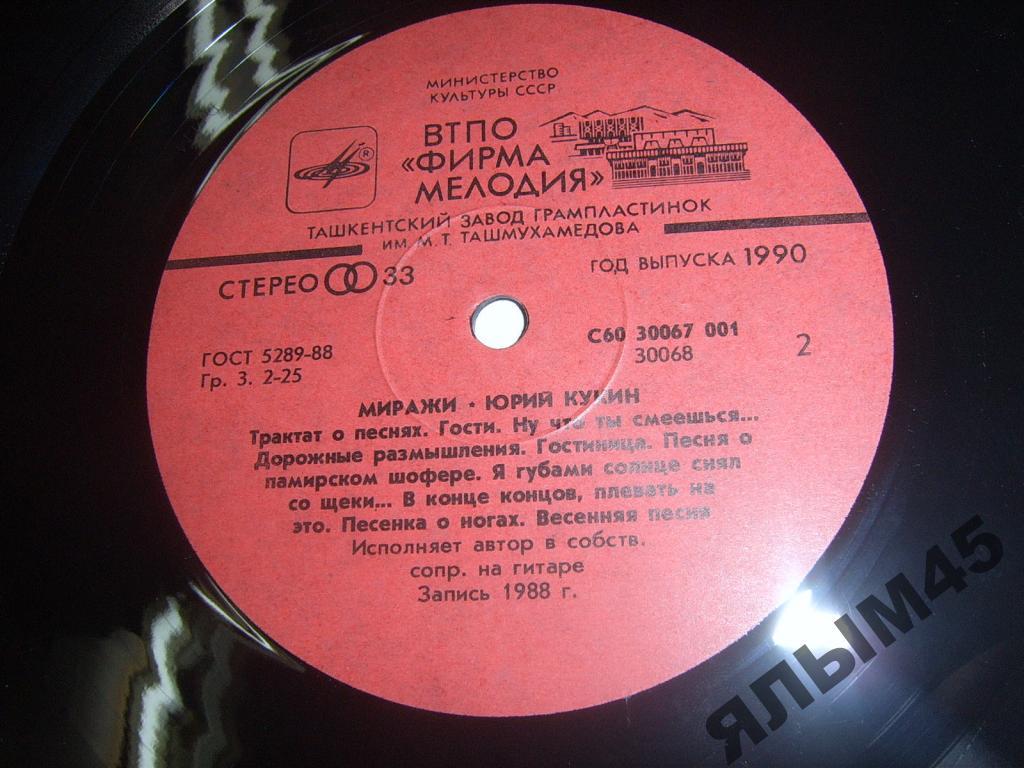 МИНИСТЕРСТВО
КУЛЬТУРЫ СССР
ВТПО
«ФИРМА
МЕЛОДИЯ»
®
ТАШКЕНТСКИЙ ЗАВОД ГРАМПЛАСТИНОК
ИМ. М. Т. ТАШМУХАМЕДОВА
СТЕРЕО 33
ГОД ВЫПУСКА 1990
ГОСТ 5289-88
Гр. 3. 2-25
С60 30067 001
30068
2
МИРАЖИ • ЮРИЙ КУКИН
Трактат о песнях. Гости. Ну что ты смеешься...
Дорожные размышления. Гостиница. Песня о
памирском шофере. Я губами солнце снял
со щеки... В конце концов, плевать на
это. Песенка о ногах. Весенняя песня
Исполняет автор в собств.
сопр. на гитаре
Запись 1988 г.
ЯЛЫМ45